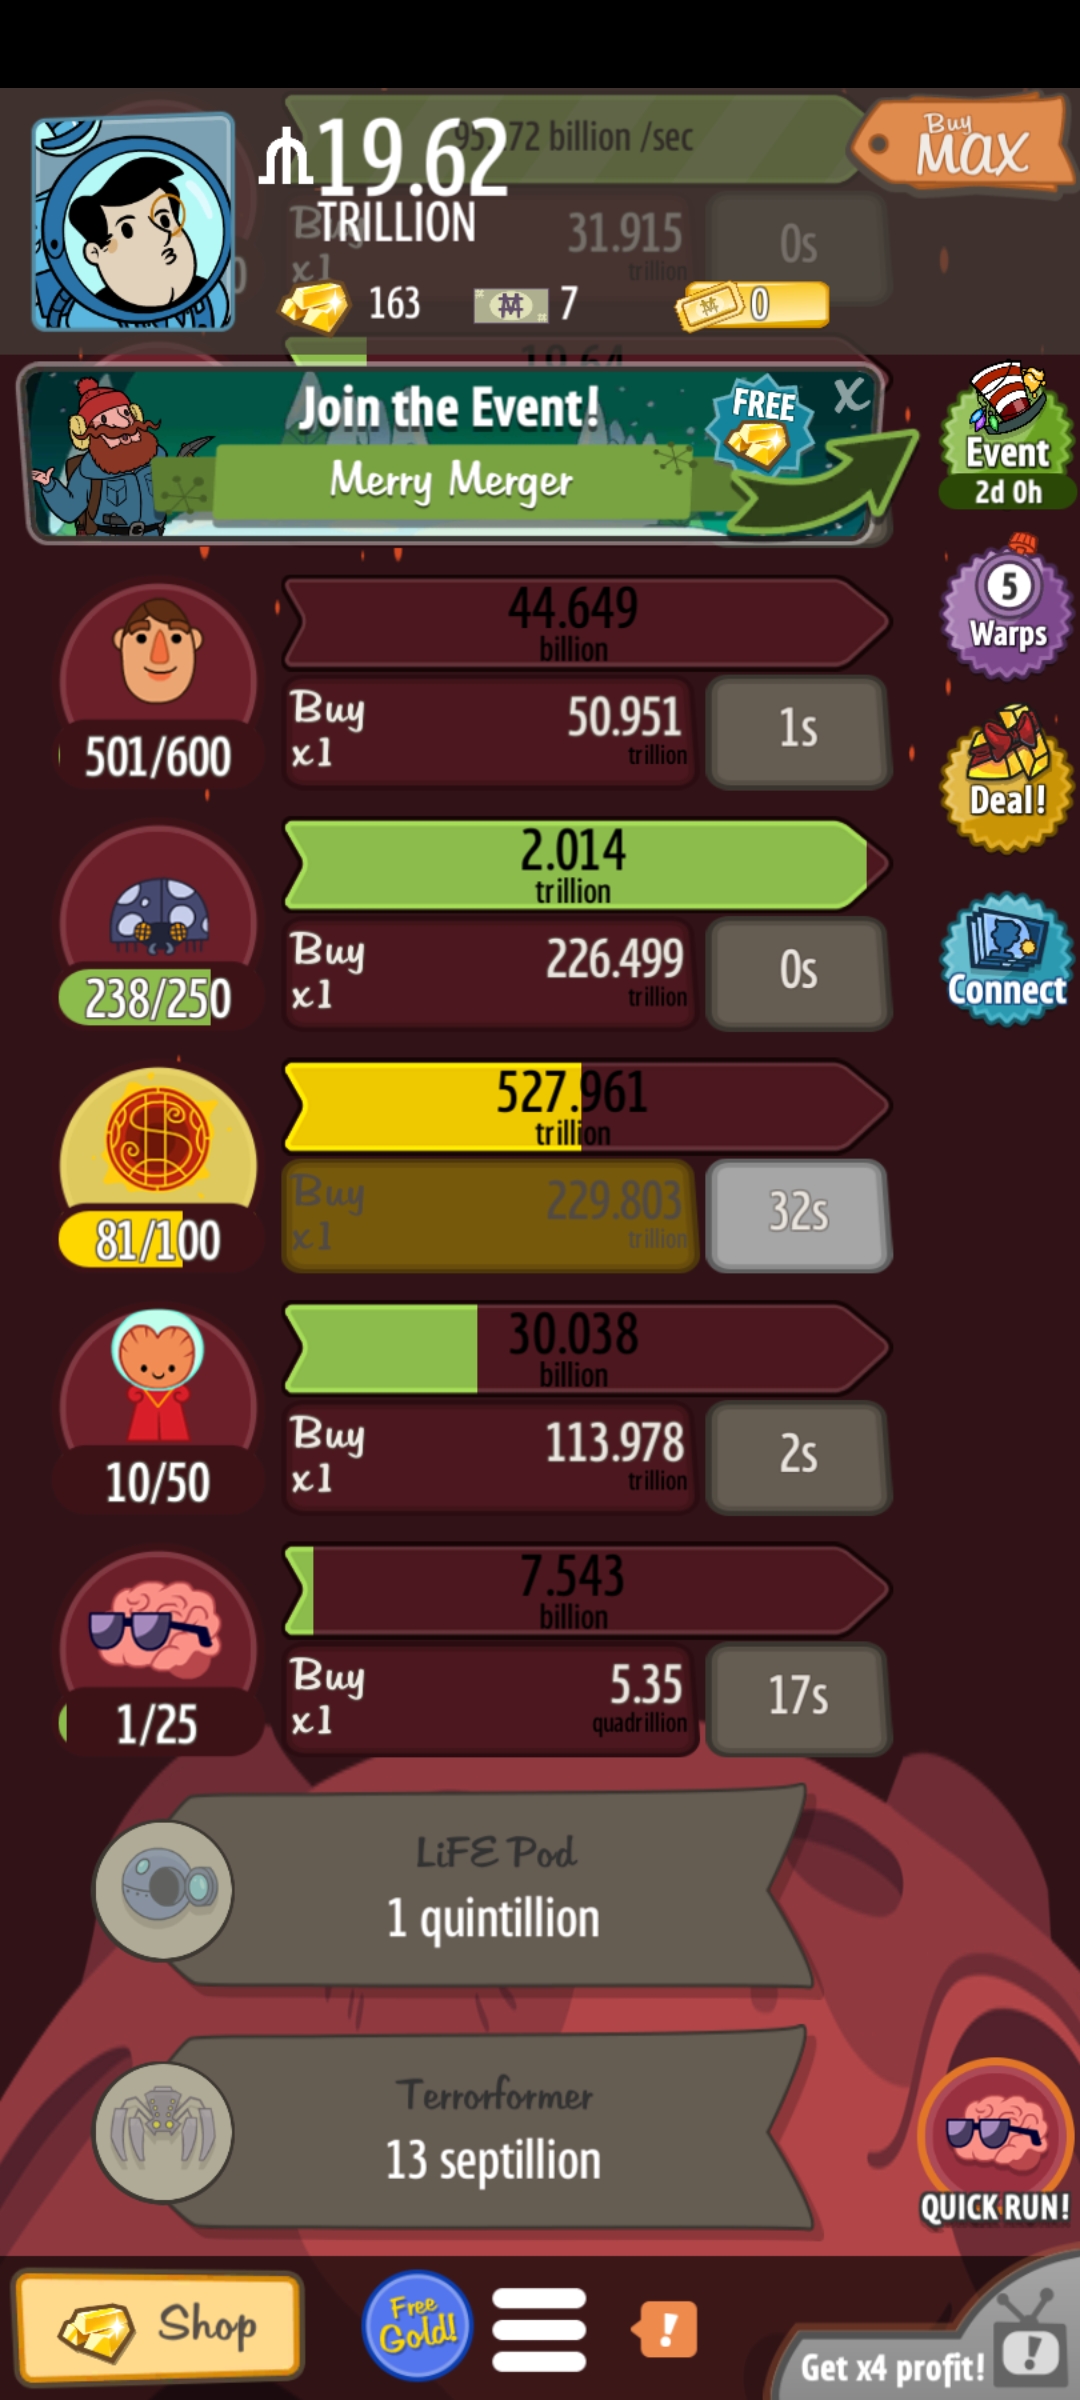 95.172 billion /sec
Buy
MAX
19.62
TRILLION
Buy
x1
31.915
trillion
0s
163
7
0
19.64
Join the Event!
FREE
X
Merry Merger
Event
2d 0h
44.649
billion
501/600
Buy
x1
50.951
trillion
1s
5
Warps
2.014
trillion
238/250
Buy
x1
226.499
trillion
0s
Deal!
Connect
527.961
trillion
81/100
Buy
x1
229.803
trillion
32s
30.038
billion
10/50
Buy
x1
113.978
trillion
2s
7.543
billion
1/25
Buy
x1
5.35
quadrillion
17s
LiFE Pod
1 quintillion
Terrorformer
13 septillion
QUICK RUN!
Shop
Free
Gold!
!
Get x4 profit!
!